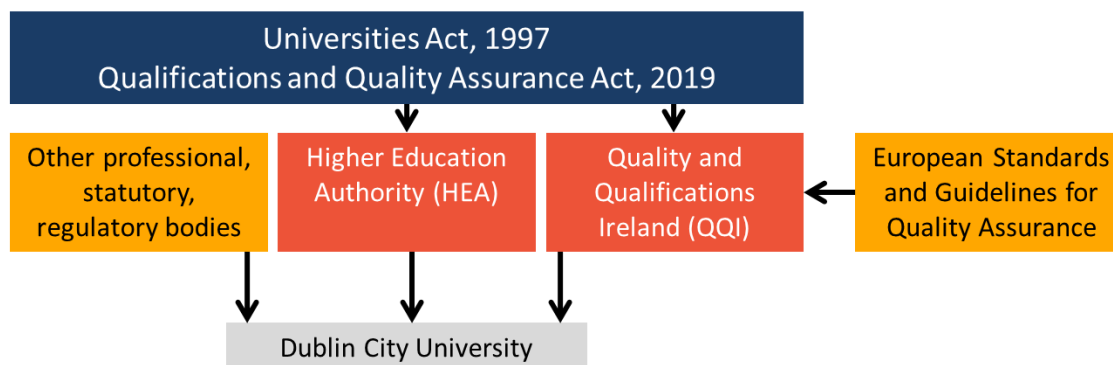 Universities Act, 1997
Qualifications and Quality Assurance Act, 2019
Other professional,
statutory,
regulatory bodies
Higher Education
Authority (HEA)
Quality and
Qualifications
Ireland (QQI)
European Standards
and Guidelines for
Quality Assurance
Dublin City University